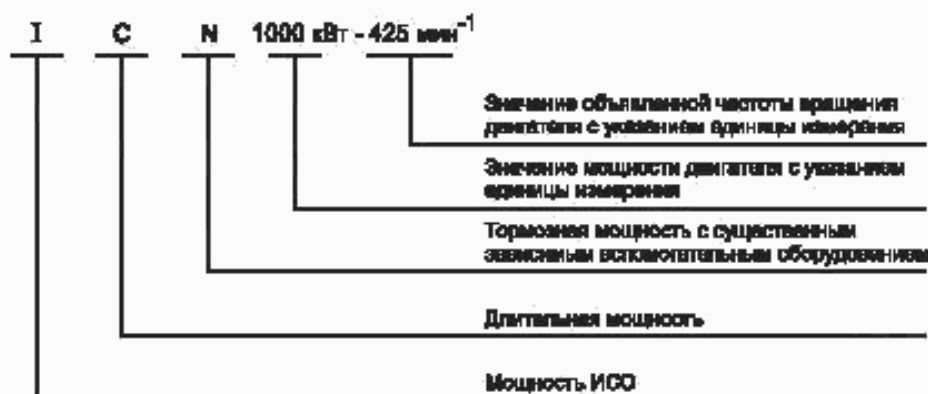 I C N 1000 кВт - 425 мин⁻¹
Значение объявленной частоты вращения
двигателя с указанием единицы измерения
Значение мощности двигателя с указанием
единицы измерения
Тормозная мощность с существенным
зависимым вспомогательным оборудованием
Длительная мощность
Мощность ИСО